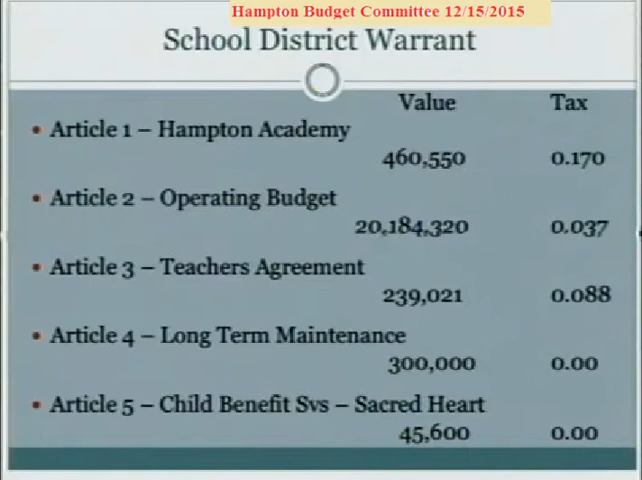 Hampton Budget Committee 12/15/2015
School District Warrant
Value Tax
• Article 1 – Hampton Academy
460,550 0.170
• Article 2 – Operating Budget
20,184,320 0.037
• Article 3 – Teachers Agreement
239,021 0.088
• Article 4 – Long Term Maintenance
300,000 0.00
• Article 5 – Child Benefit Svs – Sacred Heart
45,600 0.00